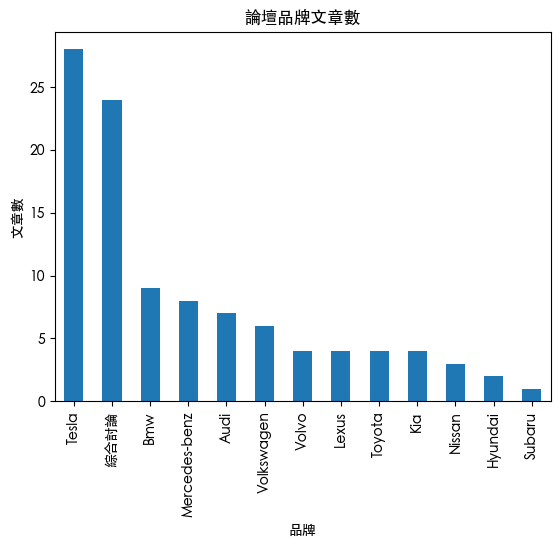 論壇品牌文章數
文章數
25
20
15
10
5
0
Tesla
綜合討論
Bmw
Mercedes-benz
Audi
Volkswagen
Volvo
Lexus
Toyota
Kia
Nissan
Hyundai
Subaru
品牌